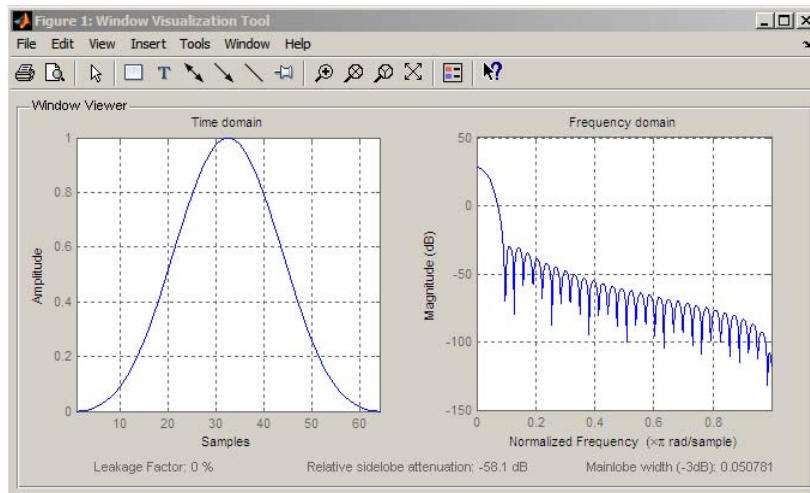 Figure 1: Window Visualization Tool
File Edit View Insert Tools Window Help
Window Viewer
Time domain
Frequency domain
1
0.8
0.6
0.4
0.2
0
Amplitude
10 20 30 40 50 60
Samples
50
0
-50
-100
-150
Magnitude (dB)
0 0.2 0.4 0.6 0.8
Normalized Frequency (×π rad/sample)
Leakage Factor: 0 % Relative sidelobe attenuation: -58.1 dB Mainlobe width (-3dB): 0.050781